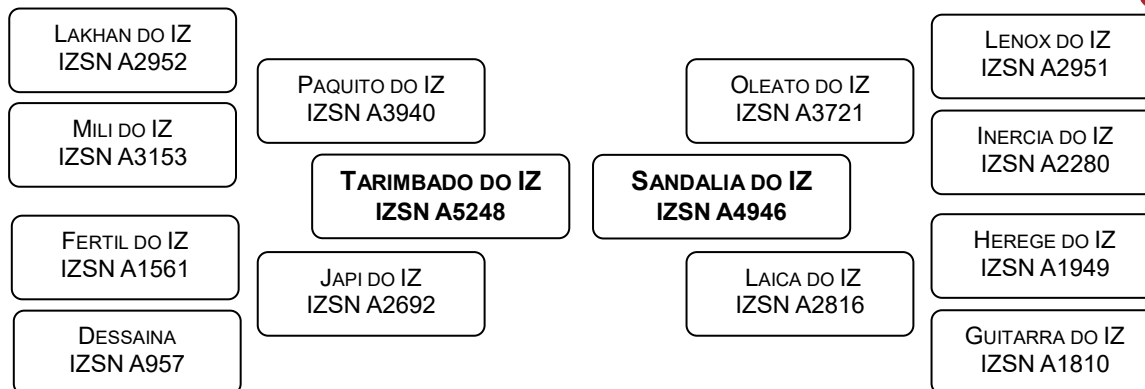 LAKHAN DO IZ
IZSN A2952
MILI DO IZ
IZSN A3153
FERTIL DO IZ
IZSN A1561
DESSAINA
IZSN A957
PAQUITO DO IZ
IZSN A3940
JAPI DO IZ
IZSN A2692
TARIMBADO DO IZ
IZSN A5248
SANDALIA DO IZ
IZSN A4946
OLEATO DO IZ
IZSN A3721
LAICA DO IZ
IZSN A2816
LENOX DO IZ
IZSN A2951
INERCIA DO IZ
IZSN A2280
HEREGE DO IZ
IZSN A1949
GUITARRA DO IZ
IZSN A1810